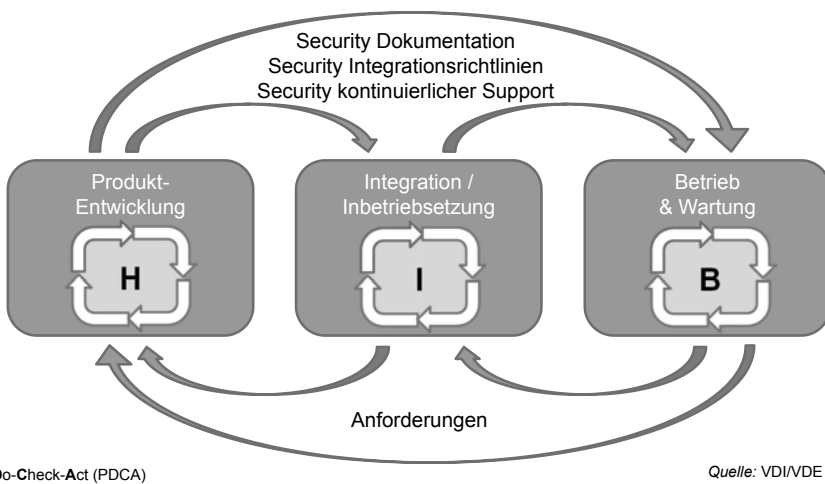 Security Dokumentation
Security Integrationsrichtlinien
Security kontinuierlicher Support
Produkt-
Entwicklung
H
Integration /
Inbetriebsetzung
I
Betrieb
& Wartung
B
Anforderungen
o-Check-Act (PDCA)
Quelle: VDI/VDE